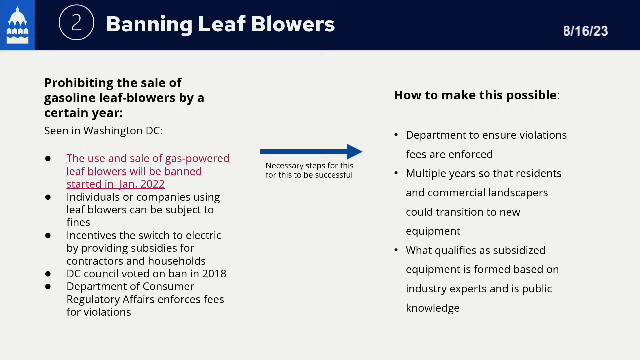 2
Banning Leaf Blowers
8/16/23
Prohibiting the sale of
gasoline leaf-blowers by a
certain year:
Seen in Washington DC:
● The use and sale of gas-powered
leaf blowers will be banned
started in Jan. 2022
● Individuals or companies using
leaf blowers can be subject to
fines
● Incentives the switch to electric
by providing subsidies for
contractors and households
● DC council voted on ban in 2018
● Department of Consumer
Regulatory Affairs enforces fees
for violations
Necessary steps for this
for this to be successful
How to make this possible:
• Department to ensure violations
fees are enforced
• Multiple years so that residents
and commercial landscapers
could transition to new
equipment
• What qualifies as subsidized
equipment is formed based on
industry experts and is public
knowledge